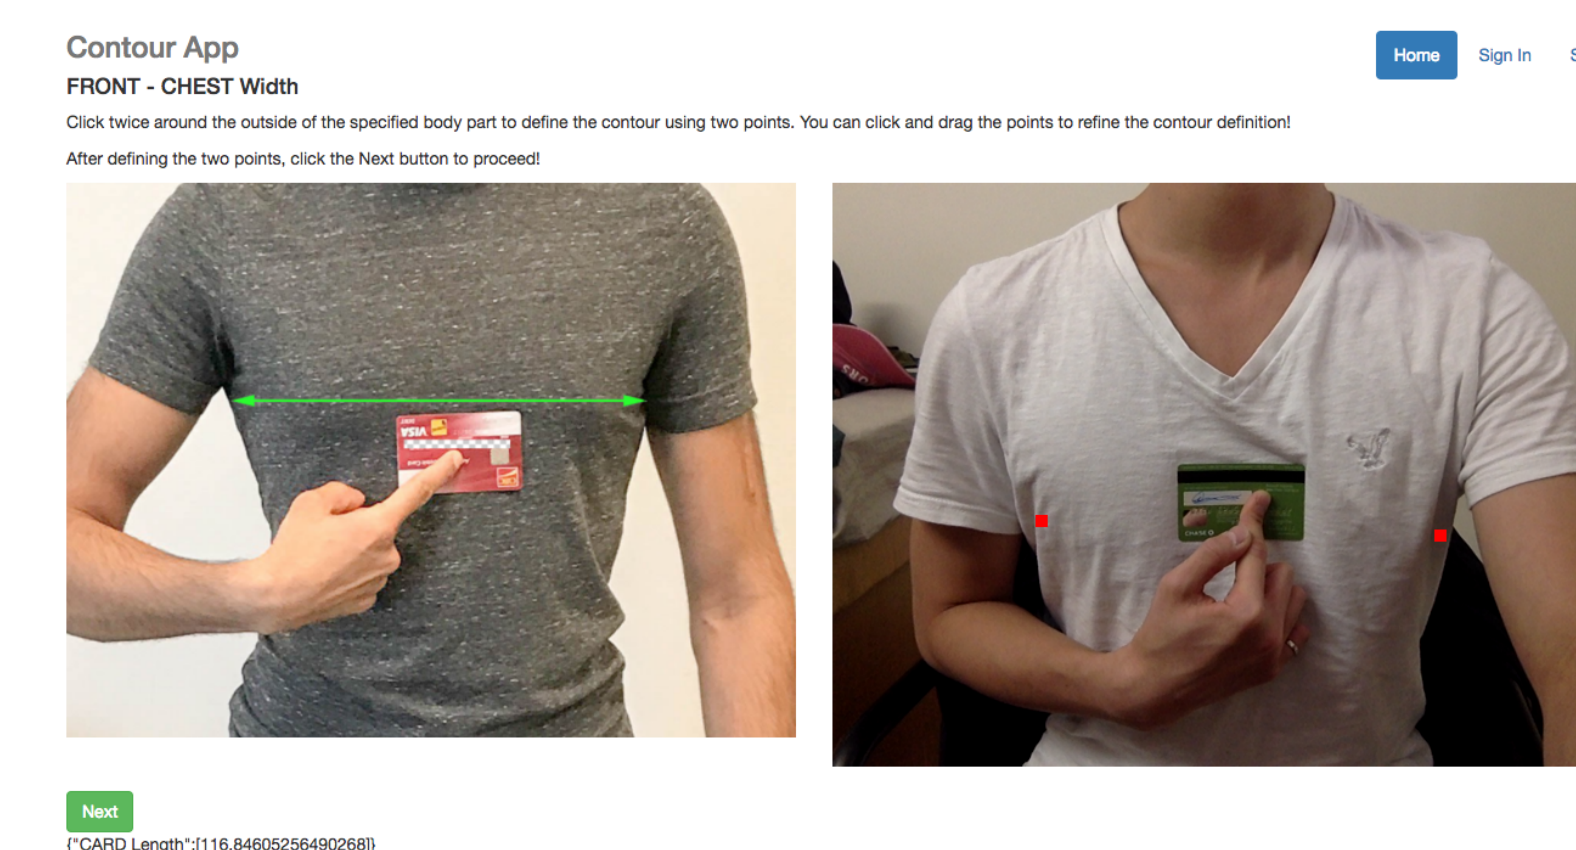 Contour App
Home
Sign In
S
FRONT - CHEST Width
Click twice around the outside of the specified body part to define the contour using two points. You can click and drag the points to refine the contour definition!
After defining the two points, click the Next button to proceed!
VISA
CHASE
Next
{"CARD Length":[116.84605256490268]}